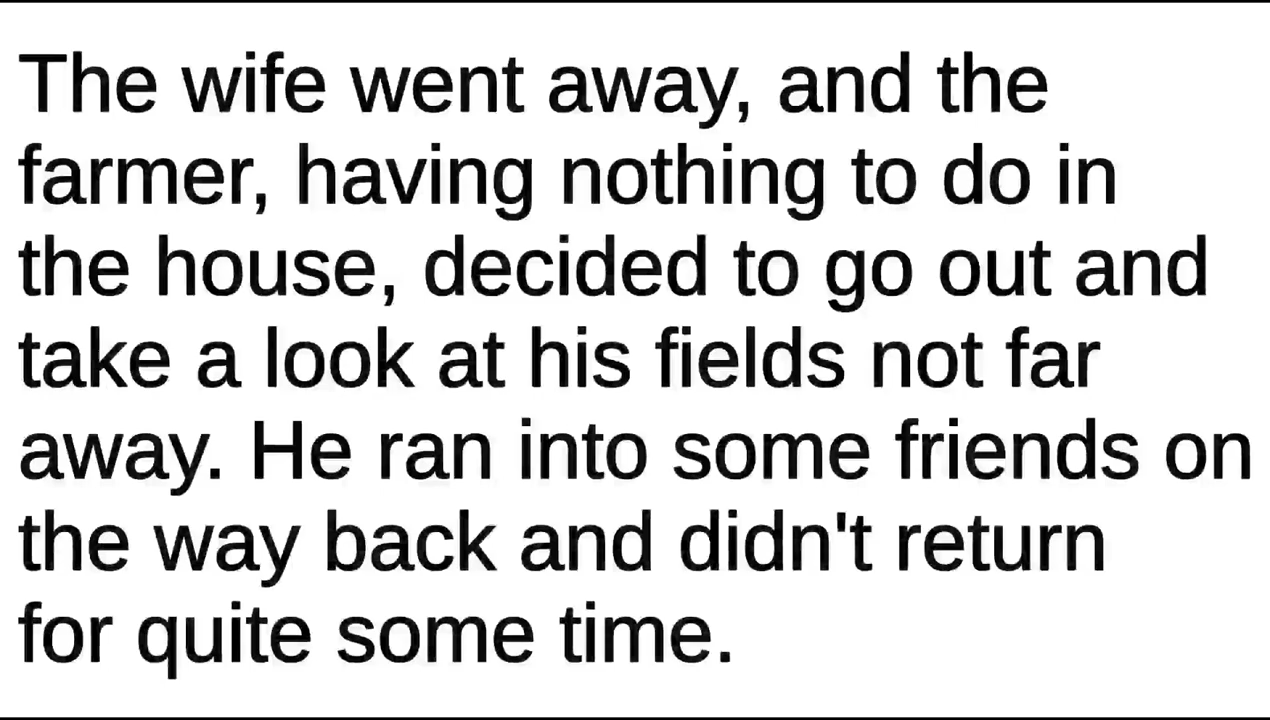 The wife went away, and the
farmer, having nothing to do in
the house, decided to go out and
take a look at his fields not far
away. He ran into some friends on
the way back and didn't return
for quite some time.